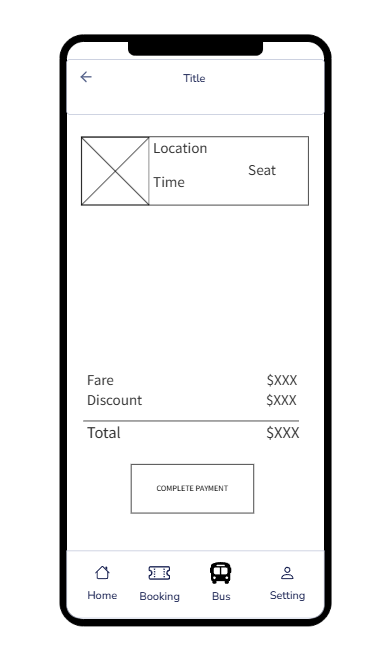 Title
Location
Seat
Time
Fare $XXX
Discount $XXX
Total $XXX
COMPLETE PAYMENT
Home Booking Bus Setting